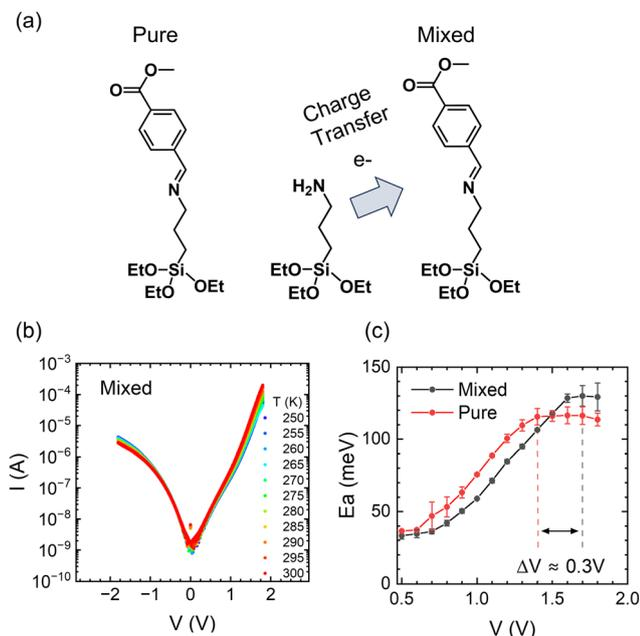 (a)
Pure
Mixed
O
O
N
Si
EtO
EtO
OEt
Charge
Transfer
e-
H₂N
Si
EtO
EtO
OEt
O
O
N
Si
EtO
EtO
OEt
(b)
10⁻³
10⁻⁴
10⁻⁵
10⁻⁶
10⁻⁷
10⁻⁸
10⁻⁹
10⁻¹⁰
I (A)
Mixed
T (K)
250
255
260
265
270
275
280
285
290
295
300
−2
−1
0
1
2
V (V)
(c)
150
100
50
0
Ea (meV)
Mixed
Pure
ΔV ≈ 0.3V
0.5
1.0
1.5
2.0
V (V)